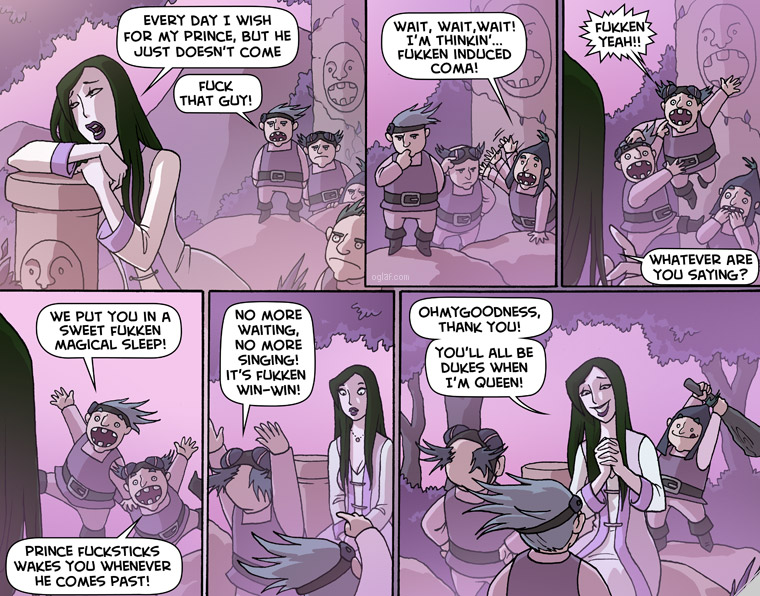 EVERY DAY I WISH
FOR MY PRINCE, BUT HE
JUST DOESN'T COME
FUCK
THAT GUY!
WAIT, WAIT,WAIT!
I'M THINKIN'...
FUKKEN INDUCED
COMA!
oglaf.com
FUKKEN
YEAH!!
WHATEVER ARE
YOU SAYING?
WE PUT YOU IN A
SWEET FUKKEN
MAGICAL SLEEP!
PRINCE FUCKSTICKS
WAKES YOU WHENEVER
HE COMES PAST!
NO MORE
WAITING,
NO MORE
SINGING!
IT'S FUKKEN
WIN-WIN!
OHMYGOODNESS,
THANK YOU!
YOU'LL ALL BE
DUKES WHEN
I'M QUEEN!